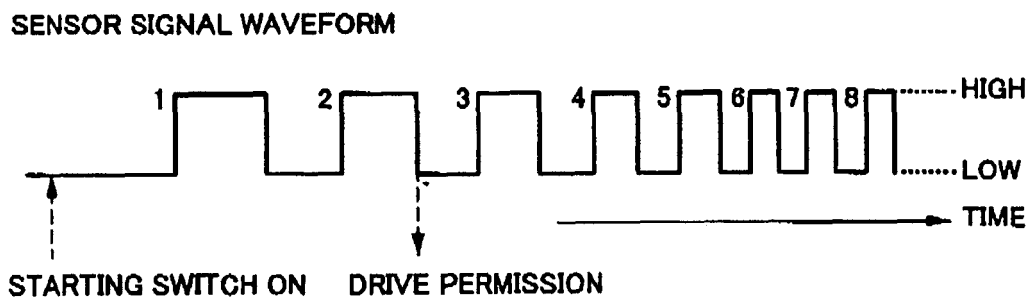 SENSOR SIGNAL WAVEFORM
1 2 3 4 5 6 7 8 HIGH
LOW
TIME
STARTING SWITCH ON DRIVE PERMISSION